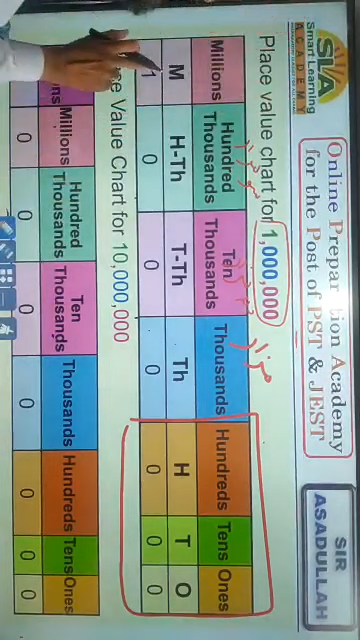 SLA
Smart Learning
ACADEMY
Online Preparation Academy
for the Post of PST & JEST
SIR
ASADULLAH
Place value chart for 1,000,000
Millions Hundred Thousands Ten Thousands Thousands Hundreds Tens Ones
M H-Th T-Th Th H T O
1 0 0 0 0 0 0
Value Chart for 10,000,000
Millions Hundred Thousands Ten Thousands Thousands Hundreds Tens Ones
0 0 0 0 0 0 0